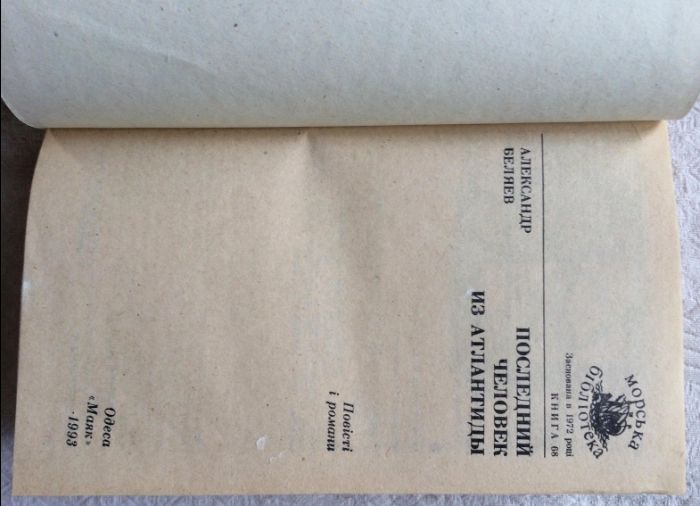 морська
бібліотека
Заснована в 1972 році
КНИГА 68
АЛЕКСАНДР
БЕЛЯЕВ
ПОСЛЕДНИЙ
ЧЕЛОВЕК
ИЗ АТЛАНТИДЫ
Повісті
і романи
Одеса
«Маяк»
·1993